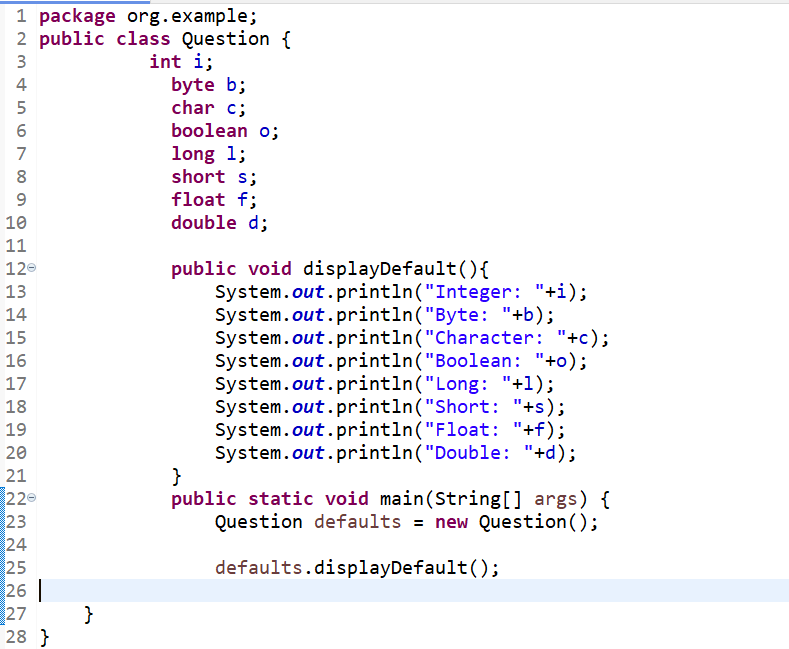 1 package org.example;
2 public class Question {
3 int i;
4 byte b;
5 char c;
6 boolean o;
7 long l;
8 short s;
9 float f;
10 double d;
11
12 public void displayDefault(){
13 System.out.println("Integer: "+i);
14 System.out.println("Byte: "+b);
15 System.out.println("Character: "+c);
16 System.out.println("Boolean: "+o);
17 System.out.println("Long: "+l);
18 System.out.println("Short: "+s);
19 System.out.println("Float: "+f);
20 System.out.println("Double: "+d);
21 }
22 public static void main(String[] args) {
23 Question defaults = new Question();
24
25 defaults.displayDefault();
26
27 }
28 }